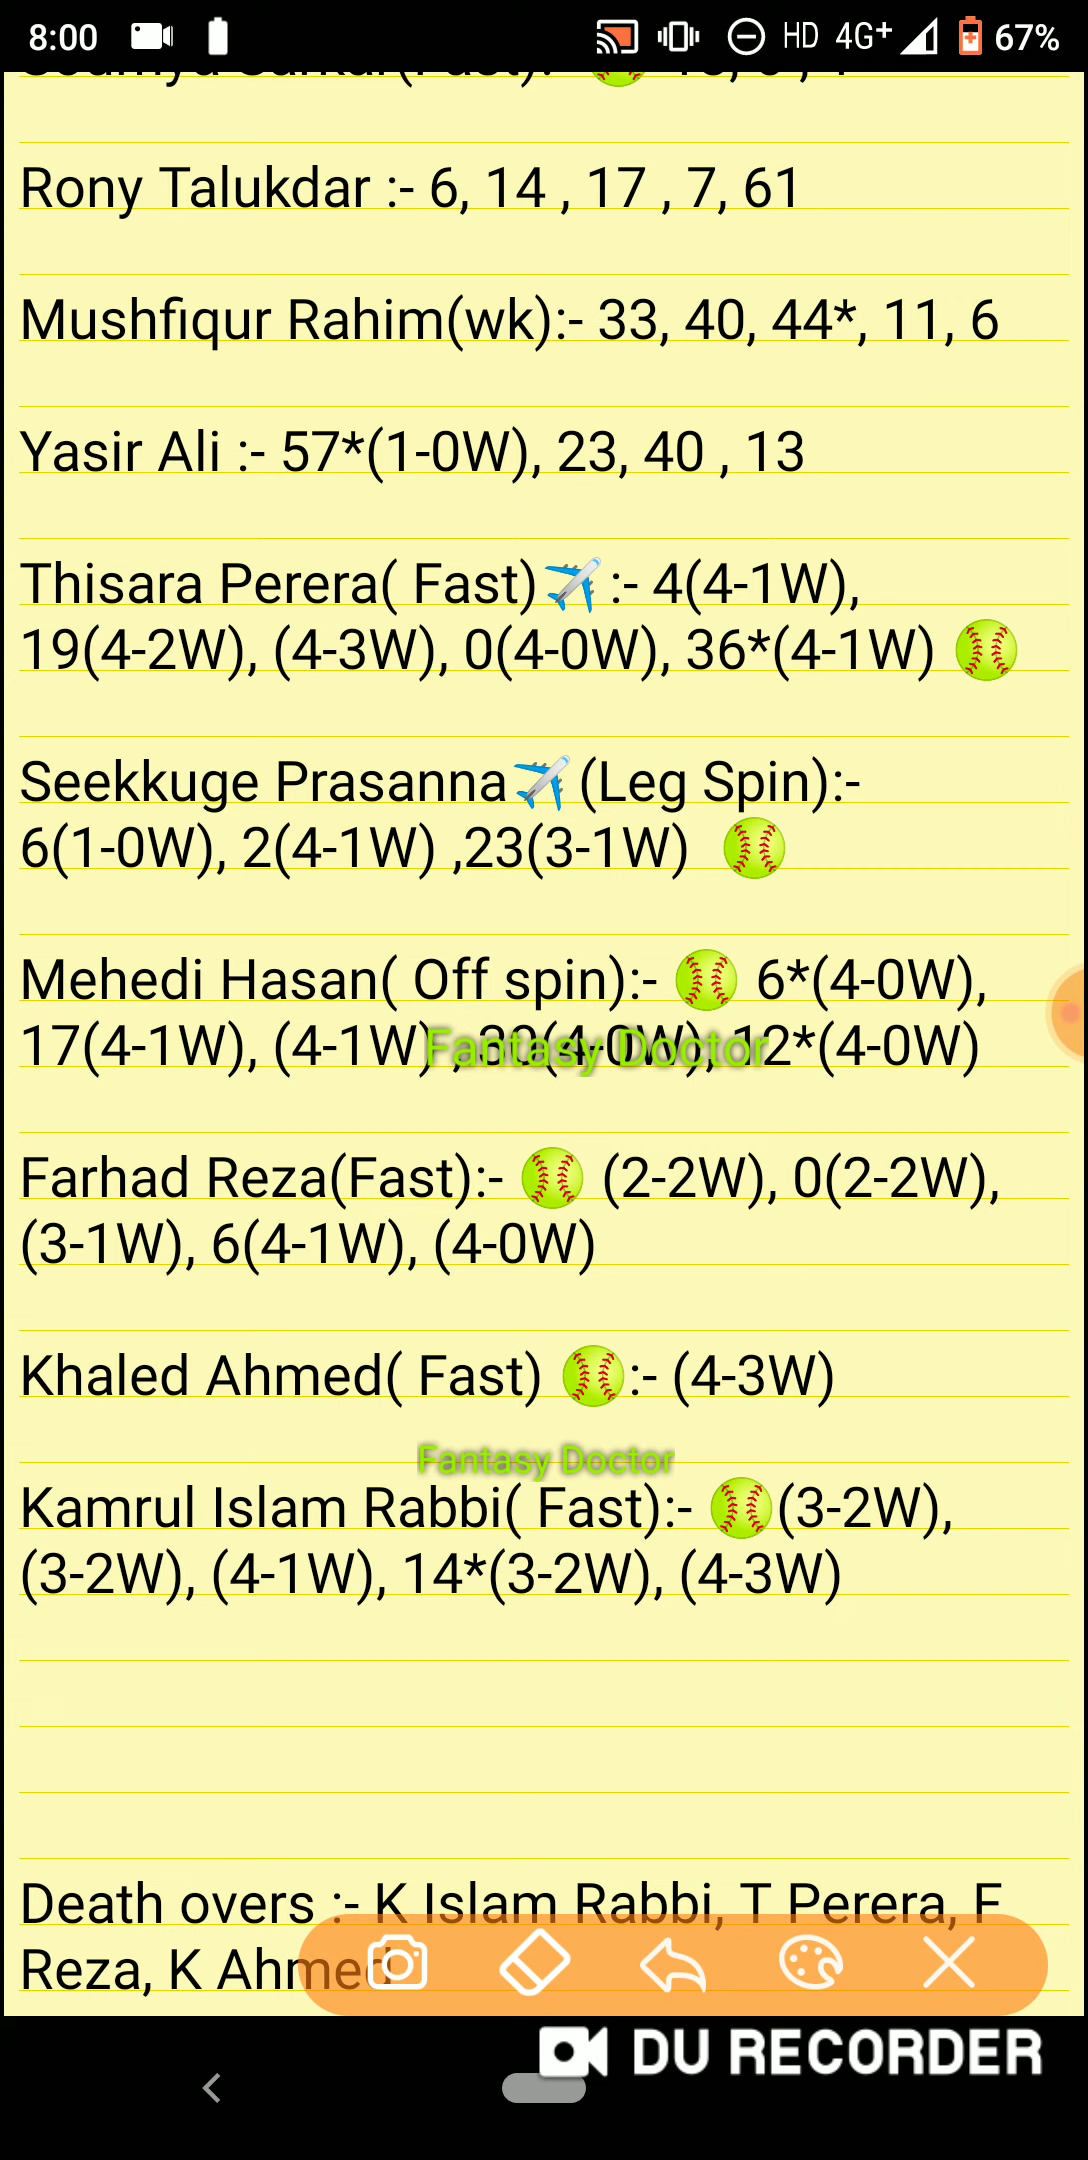 8:00 HD 4G+ 67%
Rony Talukdar :- 6, 14 , 17 , 7, 61
Mushfiqur Rahim(wk):- 33, 40, 44*, 11, 6
Yasir Ali :- 57*(1-0W), 23, 40 , 13
Thisara Perera( Fast)✈️:- 4(4-1W),
19(4-2W), (4-3W), 0(4-0W), 36*(4-1W) 🥎
Seekkuge Prasanna✈️(Leg Spin):-
6(1-0W), 2(4-1W) ,23(3-1W) 🥎
Mehedi Hasan( Off spin):- 🥎 6*(4-0W),
17(4-1W), (4-1W) , (4-0W), 12*(4-0W)
Fantasy Doctor
Farhad Reza(Fast):- 🥎 (2-2W), 0(2-2W),
(3-1W), 6(4-1W), (4-0W)
Khaled Ahmed( Fast) 🥎:- (4-3W)
Fantasy Doctor
Kamrul Islam Rabbi( Fast):- 🥎(3-2W),
(3-2W), (4-1W), 14*(3-2W), (4-3W)
Death overs :- K Islam Rabbi, T Perera, F
Reza, K Ahmed
DU RECORDER